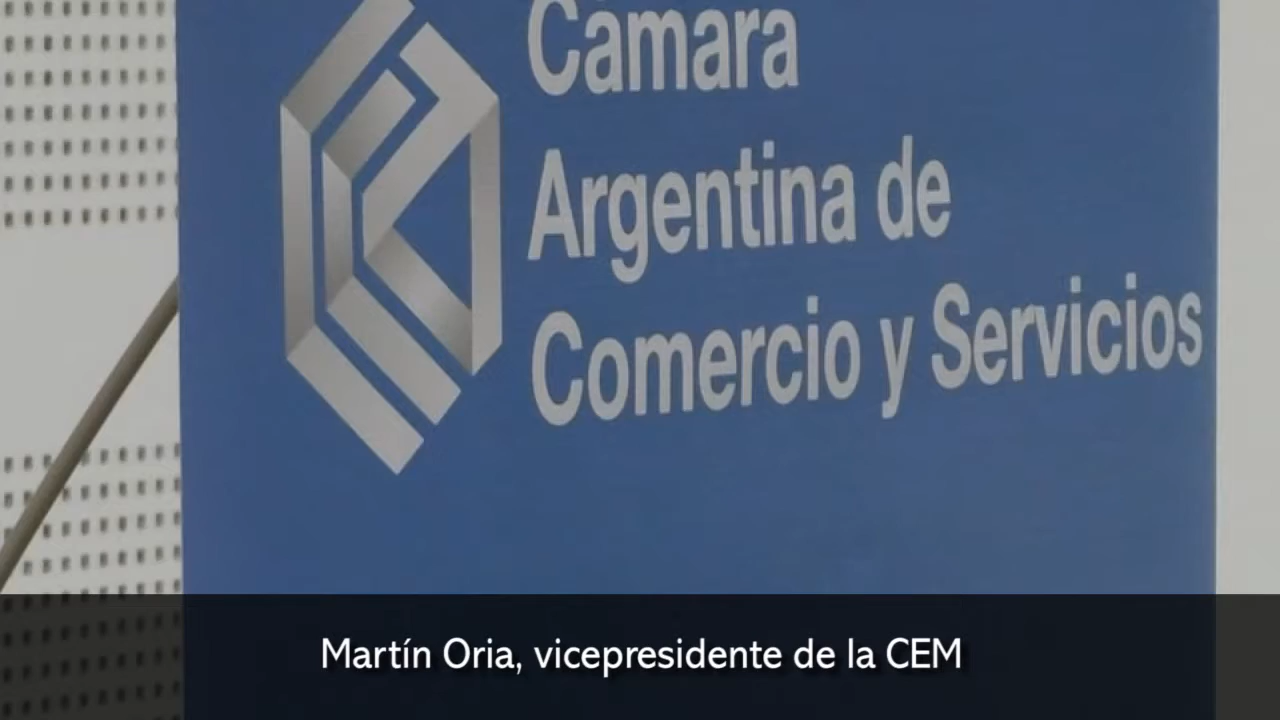 Cámara
Argentina de
Comercio y Servicios
Martín Oria, vicepresidente de la CEM